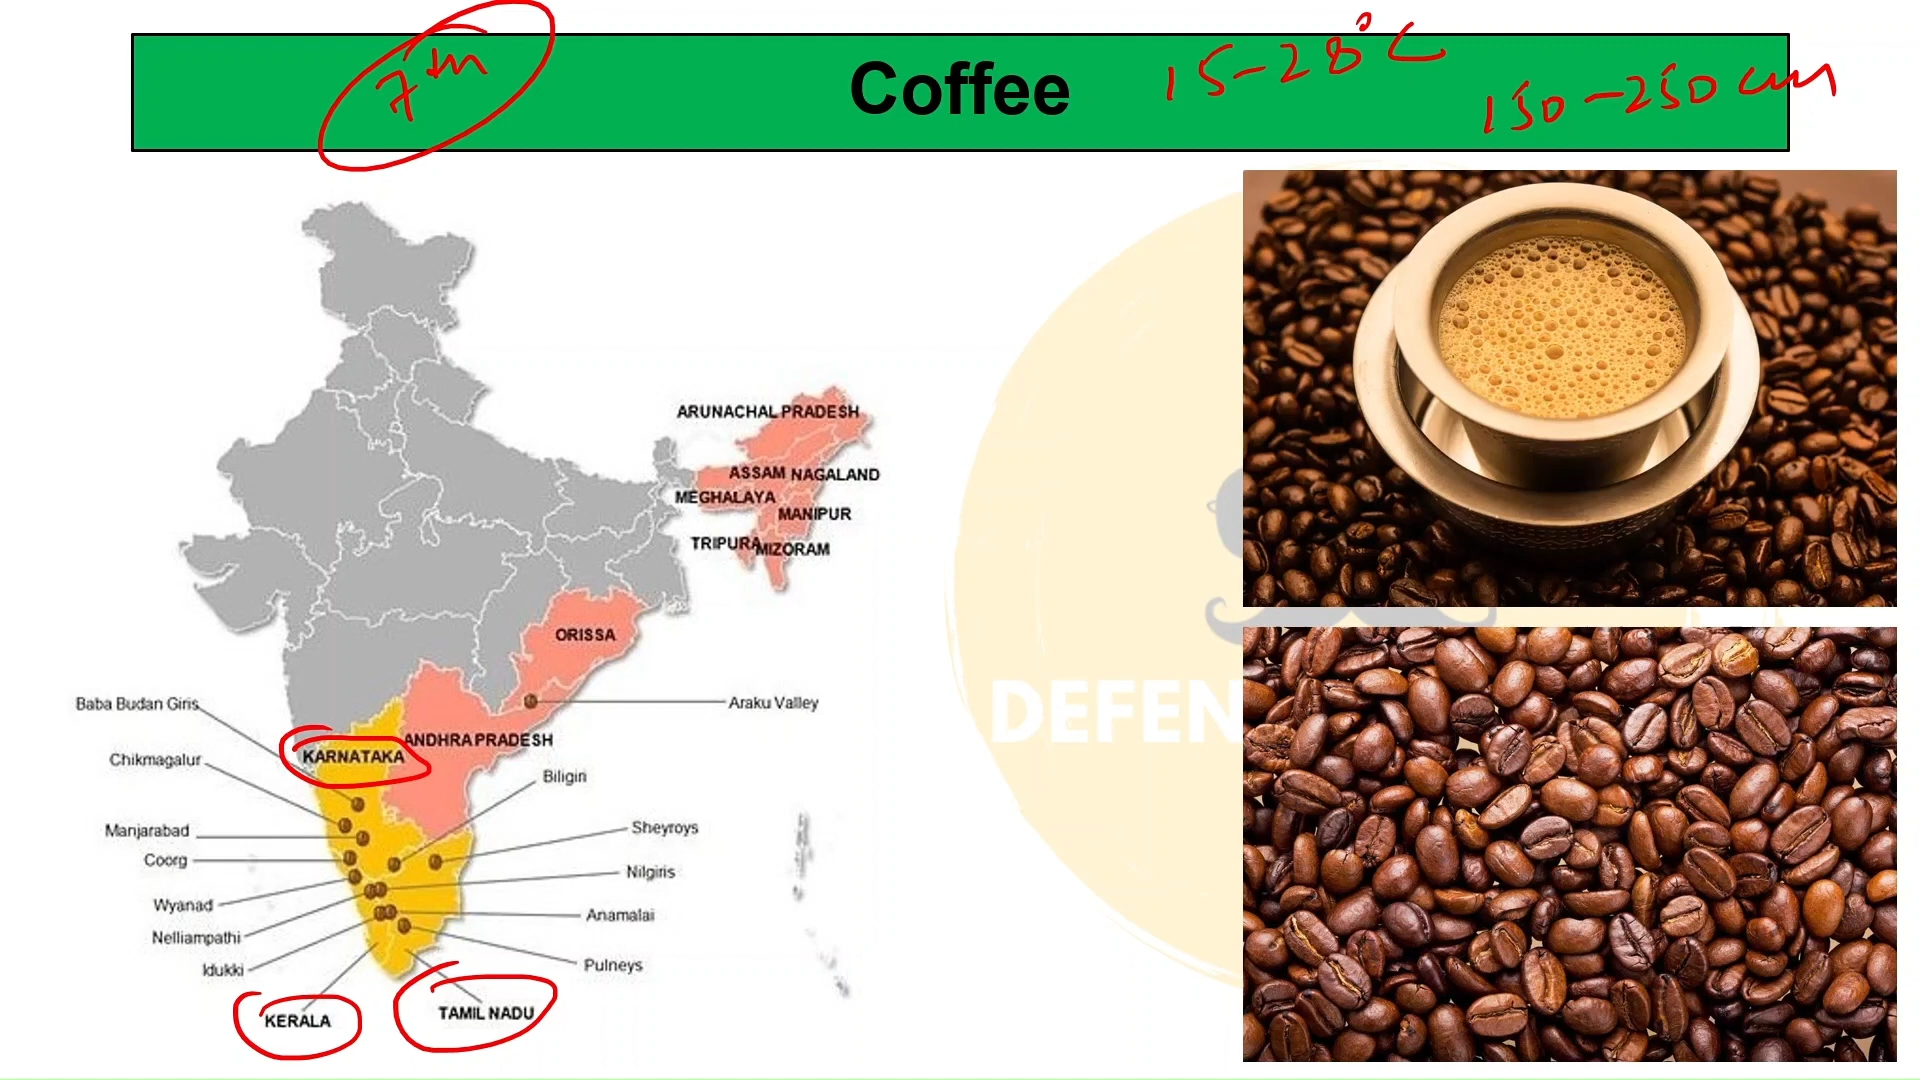 7th
Coffee
15-28°C
150-250 cm
ARUNACHAL PRADESH
ASSAM NAGALAND
MEGHALAYA
MANIPUR
TRIPURA
MIZORAM
ORISSA
Baba Budan Giris
Araku Valley
KARNATAKA
ANDHRA PRADESH
Chikmagalur
Biligiri
Manjarabad
Sheyroys
Coorg
Nilgiris
Wyanad
Anamalai
Nelliampathi
Idukki
Pulneys
KERALA
TAMIL NADU
DEFEN